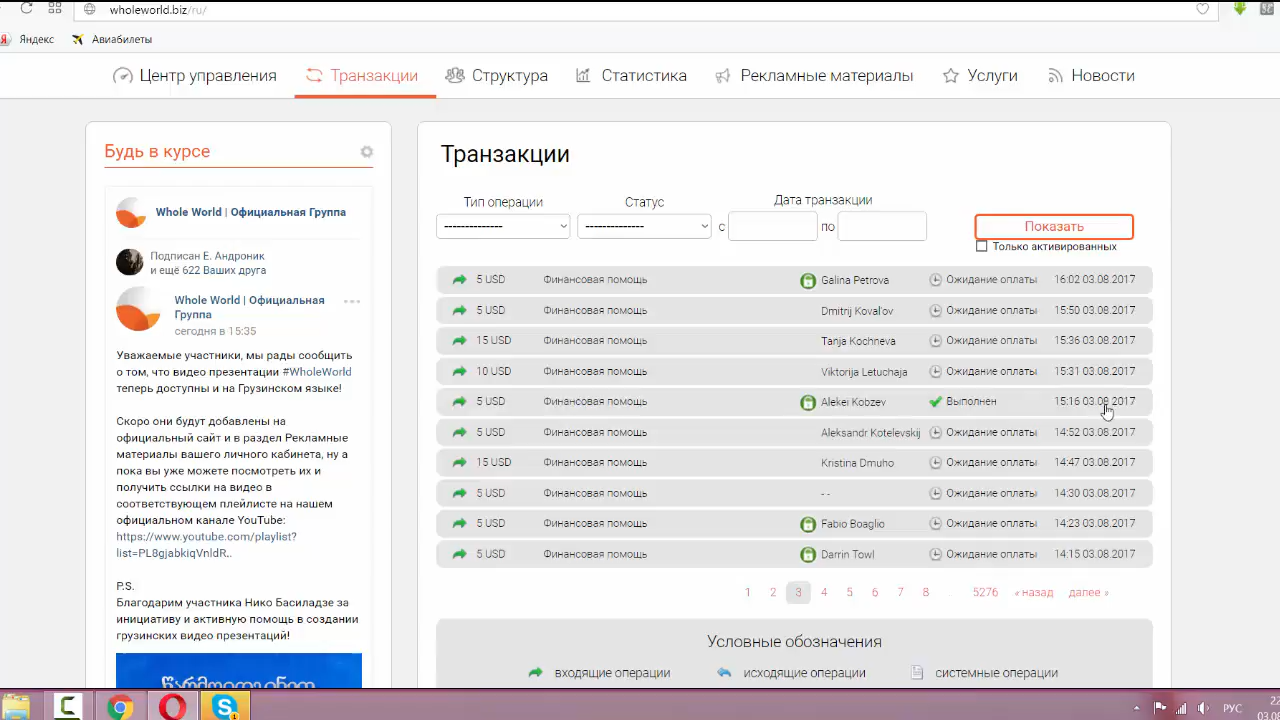 wholeworld.biz/ru/
Яндекс Авиабилеты
Центр управления Транзакции Структура Статистика Рекламные материалы Услуги Новости
Будь в курсе
Whole World | Официальная Группа
Подписан Е. Андроник
и ещё 622 Ваших друга
Whole World | Официальная
Группа
сегодня в 15:35
Уважаемые участники, мы рады сообщить
о том, что видео презентации #WholeWorld
теперь доступны и на Грузинском языке!
Скоро они будут добавлены на
официальный сайт и в раздел Рекламные
материалы вашего личного кабинета, ну а
пока вы уже можете посмотреть их и
получить ссылки на видео в
соответствующем плейлисте на нашем
официальном канале YouTube:
https://www.youtube.com/playlist?
list=PL8gjabkiqVnldR..
P.S.
Благодарим участника Нико Басиладзе за
инициативу и активную помощь в создании
грузинских видео презентаций!
Транзакции
Тип операции Статус Дата транзакции
------------- ------------- с по Показать
Только активированных
5 USD Финансовая помощь Galina Petrova Ожидание оплаты 16:02 03.08.2017
5 USD Финансовая помощь Dmitrij Koval'ov Ожидание оплаты 15:50 03.08.2017
15 USD Финансовая помощь Tanja Kochneva Ожидание оплаты 15:36 03.08.2017
10 USD Финансовая помощь Viktorija Letuchaja Ожидание оплаты 15:31 03.08.2017
5 USD Финансовая помощь Alekei Kobzev Выполнен 15:16 03.08.2017
5 USD Финансовая помощь Aleksandr Kotelevskij Ожидание оплаты 14:52 03.08.2017
15 USD Финансовая помощь Kristina Dmuho Ожидание оплаты 14:47 03.08.2017
5 USD Финансовая помощь - - Ожидание оплаты 14:30 03.08.2017
5 USD Финансовая помощь Fabio Boaglio Ожидание оплаты 14:23 03.08.2017
5 USD Финансовая помощь Darrin Towl Ожидание оплаты 14:15 03.08.2017
1 2 3 4 5 6 7 8 . 5276 « назад далее »
Условные обозначения
входящие операции исходящие операции системные операции
РУС